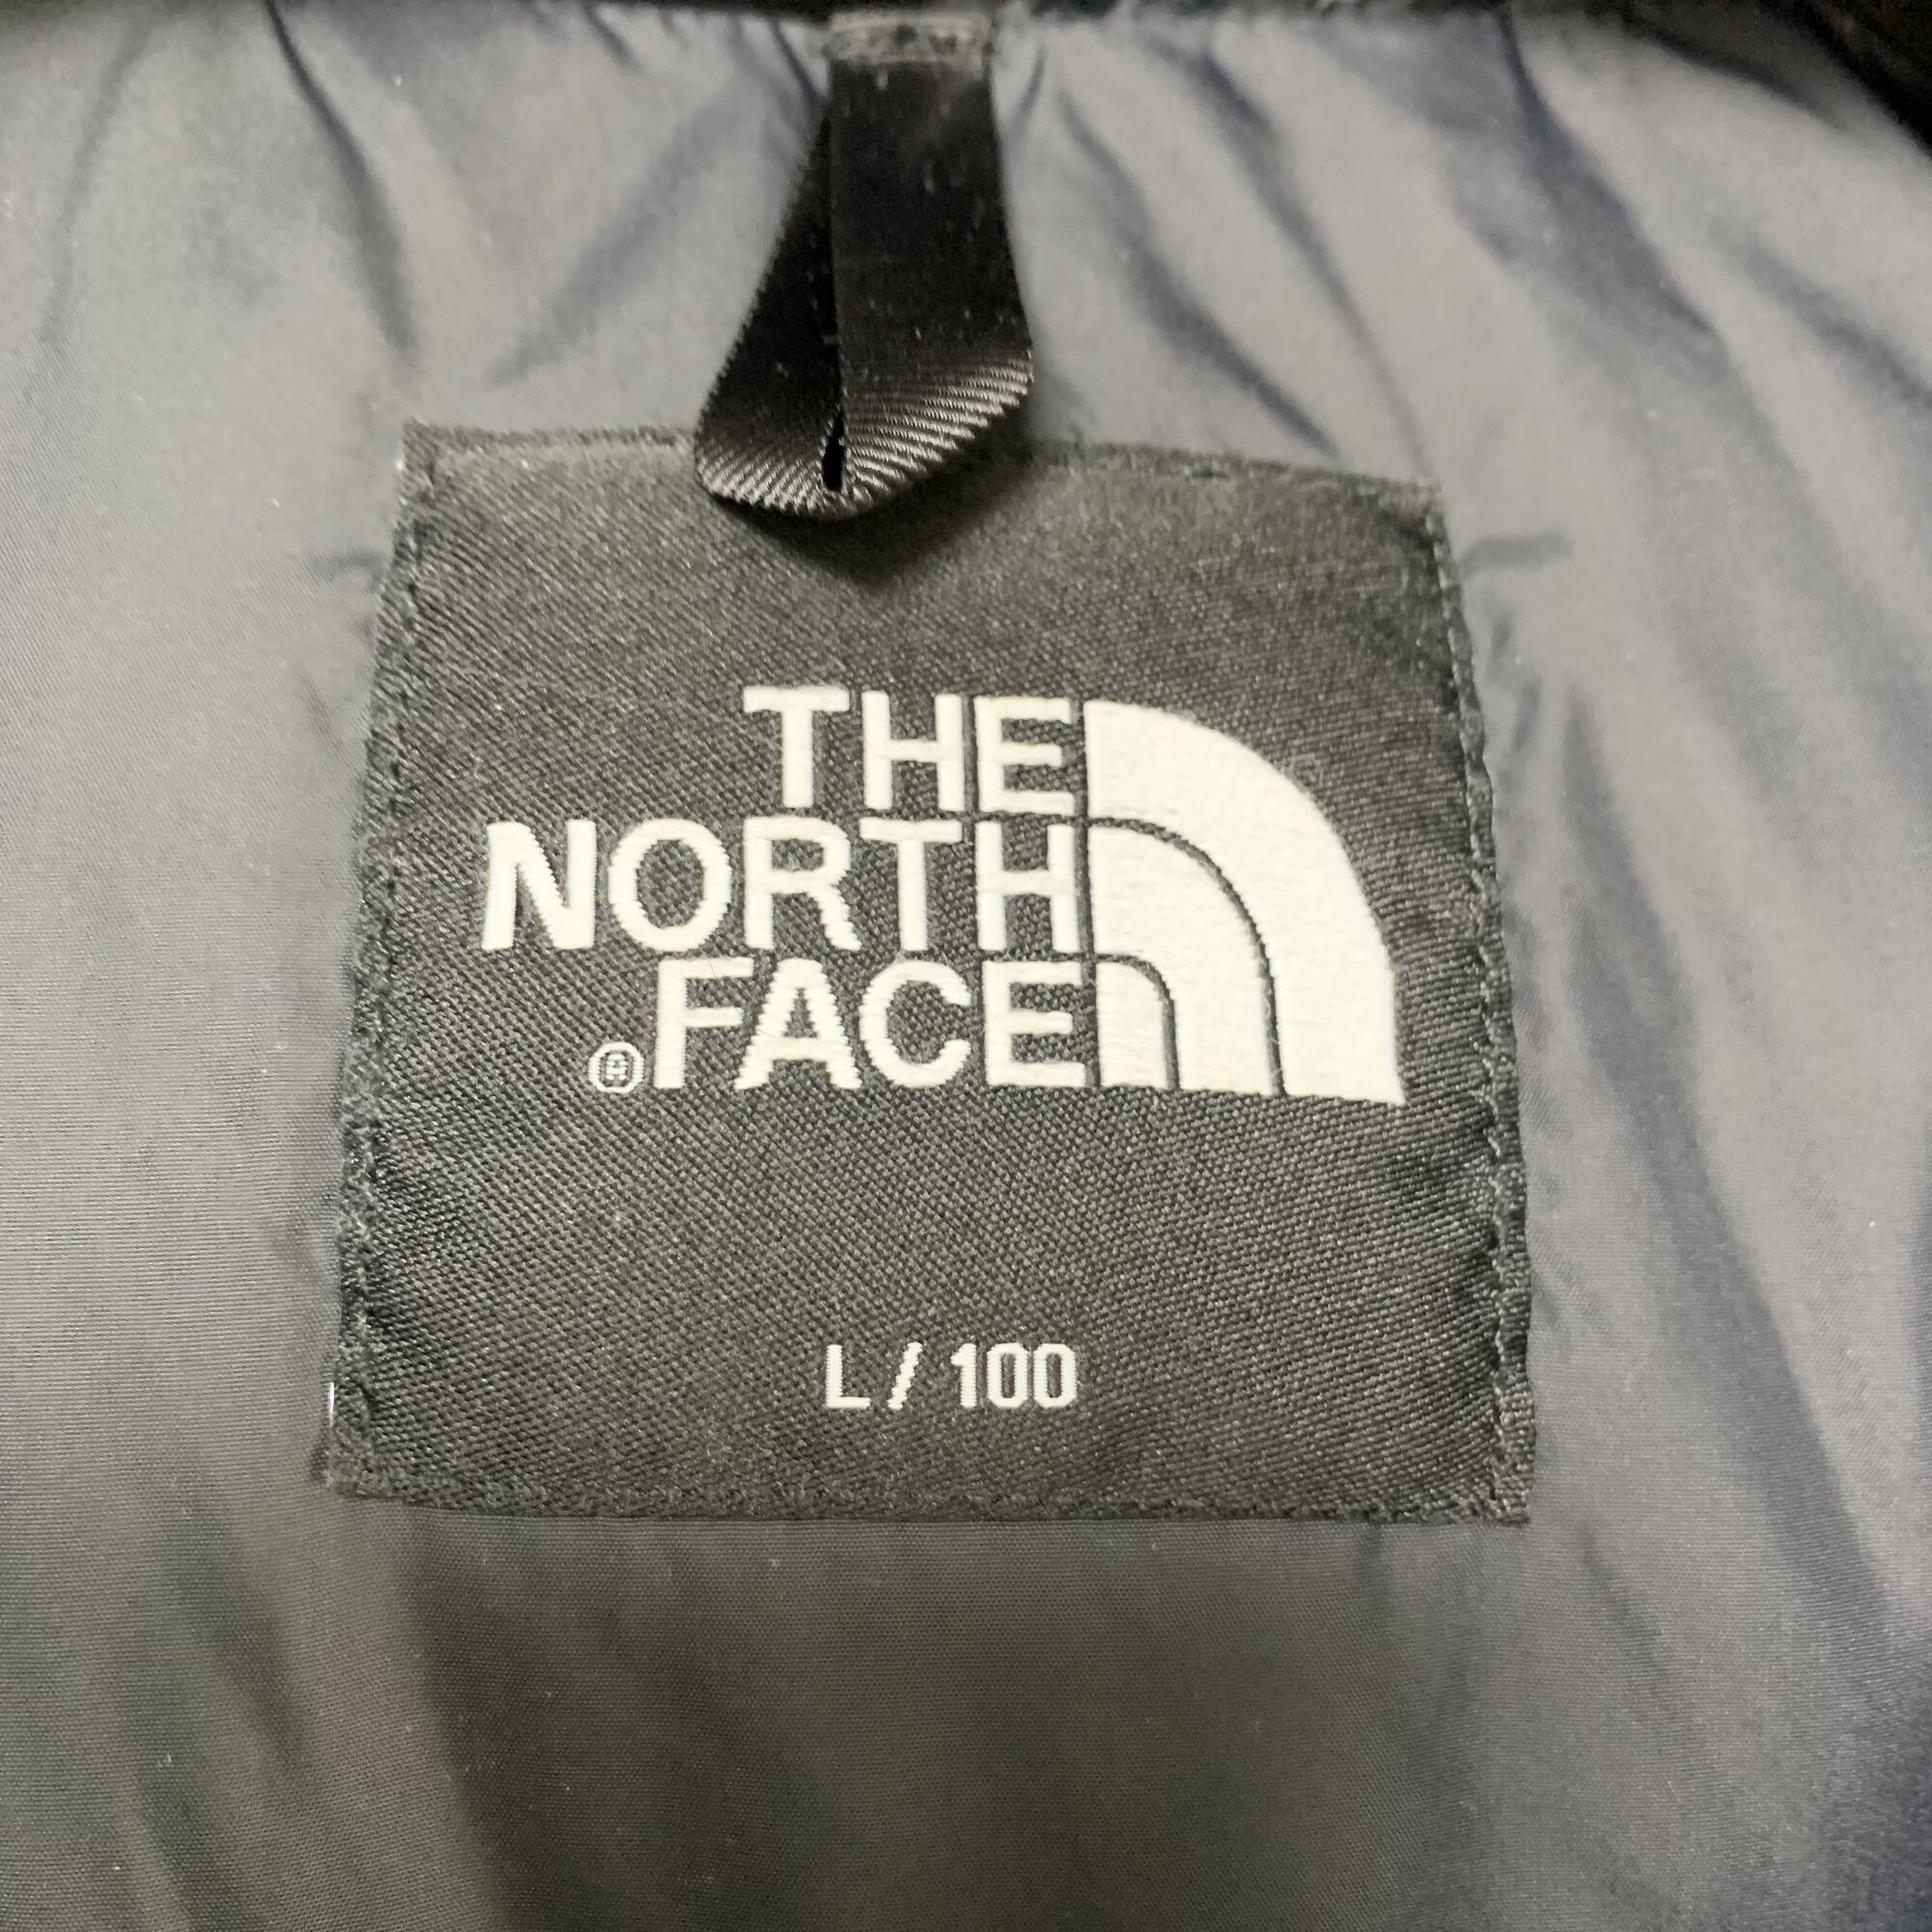 THE
NORTH
®FACE
L / 100